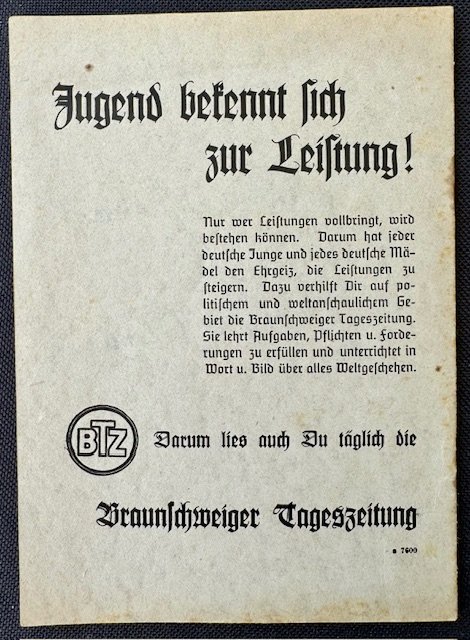 Jugend bekennt sich
zur Leistung!
Nur wer Leistungen vollbringt, wird
bestehen können. Darum hat jeder
deutsche Junge und jedes deutsche Mä-
del den Ehrgeiz, die Leistungen zu
steigern. Dazu verhilft Dir auf po-
litischem und weltanschaulichem Ge-
biet die Braunschweiger Tageszeitung.
Sie lehrt Aufgaben, Pflichten u. Forde-
rungen zu erfüllen und unterrichtet in
Wort u. Bild über alles Weltgeschehen.
BTZ Darum lies auch Du täglich die
Braunschweiger Tageszeitung
a 7600